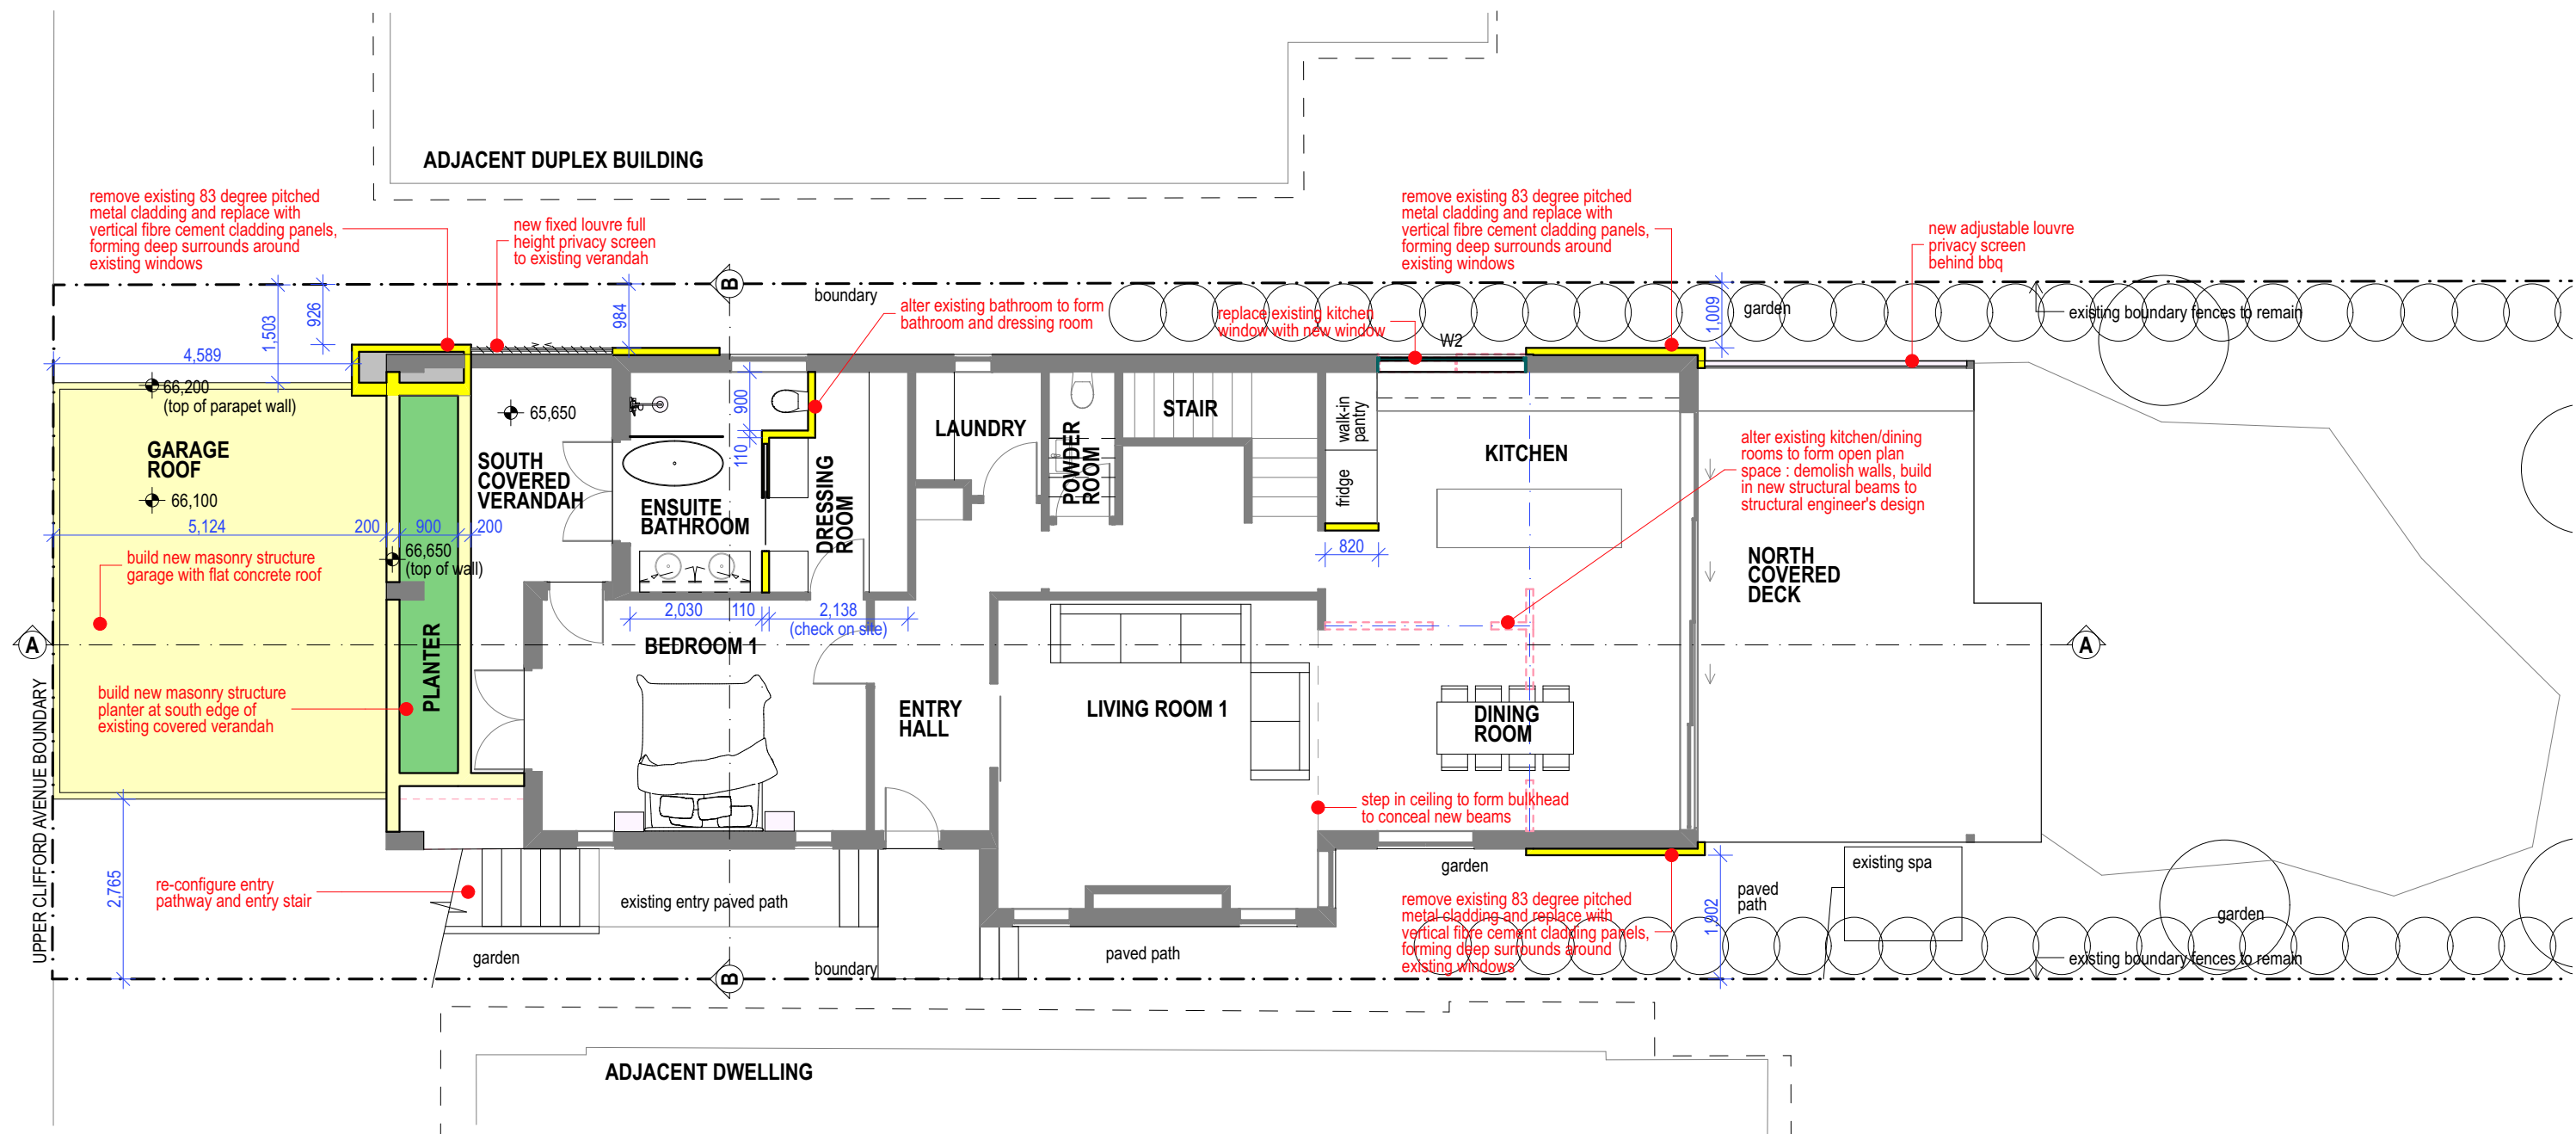 ADJACENT DUPLEX BUILDING
remove existing 83 degree pitched
metal cladding and replace with
vertical fibre cement cladding panels,
forming deep surrounds around
existing windows
new fixed louvre full
height privacy screen
to existing verandah
remove existing 83 degree pitched
metal cladding and replace with
vertical fibre cement cladding panels,
forming deep surrounds around
existing windows
new adjustable louvre
privacy screen
behind bbq
B
boundary
alter existing bathroom to form
bathroom and dressing room
replace existing kitchen
window with new window
W2
garden
existing boundary fences to remain
926
1,503
984
1,009
4,589
66,200
(top of parapet wall)
65,650
900
110
GARAGE
ROOF
66,100
SOUTH
COVERED
VERANDAH
ENSUITE
BATHROOM
DRESSING
ROOM
LAUNDRY
POWDER
ROOM
STAIR
walk-in
pantry
fridge
KITCHEN
alter existing kitchen/dining
rooms to form open plan
space : demolish walls, build
in new structural beams to
structural engineer's design
5,124
200
900
200
66,650
(top of wall)
820
build new masonry structure
garage with flat concrete roof
NORTH
COVERED
DECK
2,030
110
2,138
(check on site)
A
BEDROOM 1
A
PLANTER
build new masonry structure
planter at south edge of
existing covered verandah
ENTRY
HALL
LIVING ROOM 1
DINING
ROOM
step in ceiling to form bulkhead
to conceal new beams
UPPER CLIFFORD AVENUE BOUNDARY
2,765
re-configure entry
pathway and entry stair
existing entry paved path
garden
existing spa
remove existing 83 degree pitched
metal cladding and replace with
vertical fibre cement cladding panels,
forming deep surrounds around
existing windows
1,902
paved
path
garden
garden
B
boundary
paved path
existing boundary fences to remain
ADJACENT DWELLING